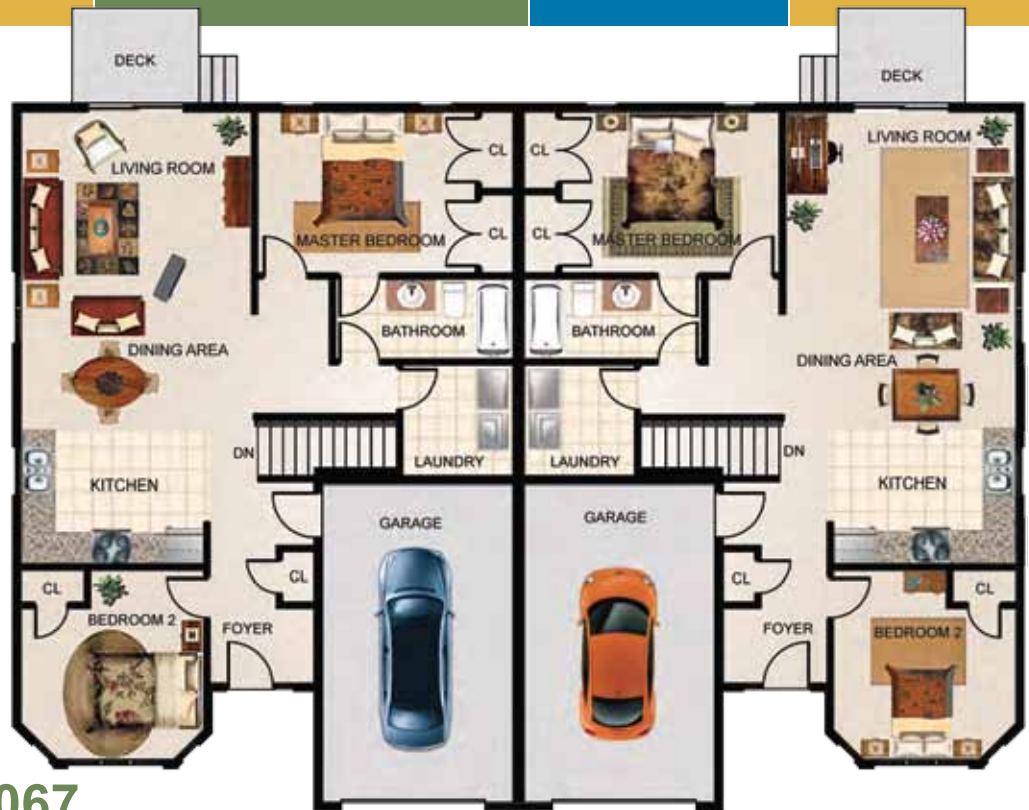 DECK
DECK
LIVING ROOM
CL
CL
LIVING ROOM
MASTER BEDROOM
CL
CL
MASTER BEDROOM
BATHROOM
BATHROOM
DINING AREA
DINING AREA
DN
LAUNDRY
LAUNDRY
DN
KITCHEN
KITCHEN
GARAGE
GARAGE
CL
CL
CL
CL
BEDROOM 2
FOYER
FOYER
BEDROOM 2
067